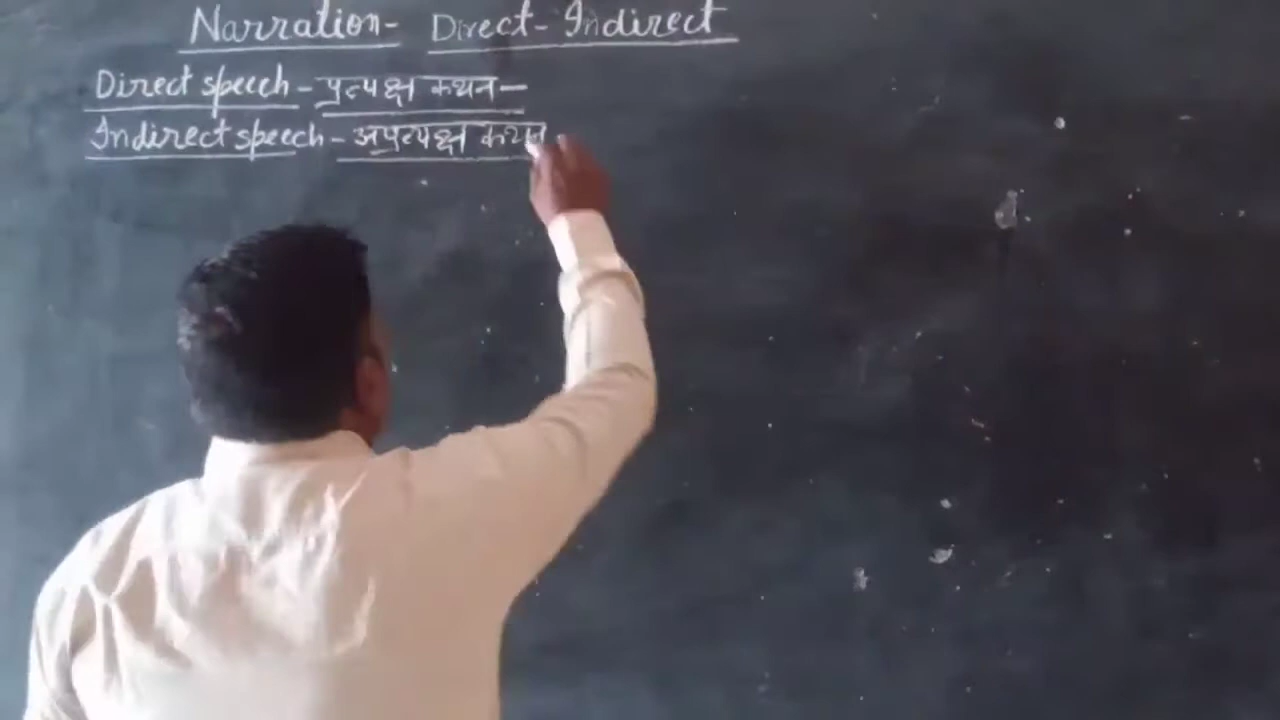 Narration- Direct- Indirect
Direct speech - प्रत्यक्ष कथन-
Indirect speech - अप्रत्यक्ष कथन